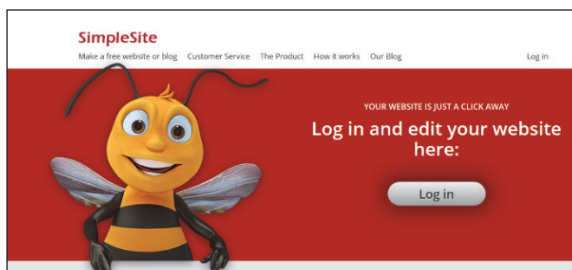 SimpleSite
Make a free website or blog Customer Service The Product How it works Our Blog Log in
YOUR WEBSITE IS JUST A CLICK AWAY
Log in and edit your website
here:
Log in